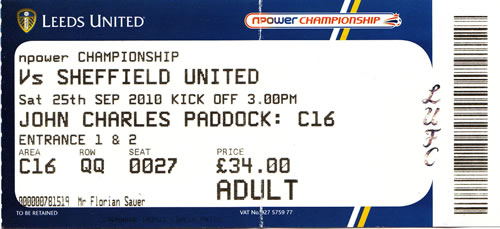 LEEDS UNITED
npower CHAMPIONSHIP
npower CHAMPIONSHIP
Vs SHEFFIELD UNITED
Sat 25th SEP 2010 KICK OFF 3.00PM
JOHN CHARLES PADDOCK: C16
ENTRANCE 1 & 2
AREA ROW SEAT PRICE
C16 QQ 0027 £34.00
ADULT
000000781519 Mr Florian Sauer
TO BE RETAINED
VAT No 927 5759 77
LUFC